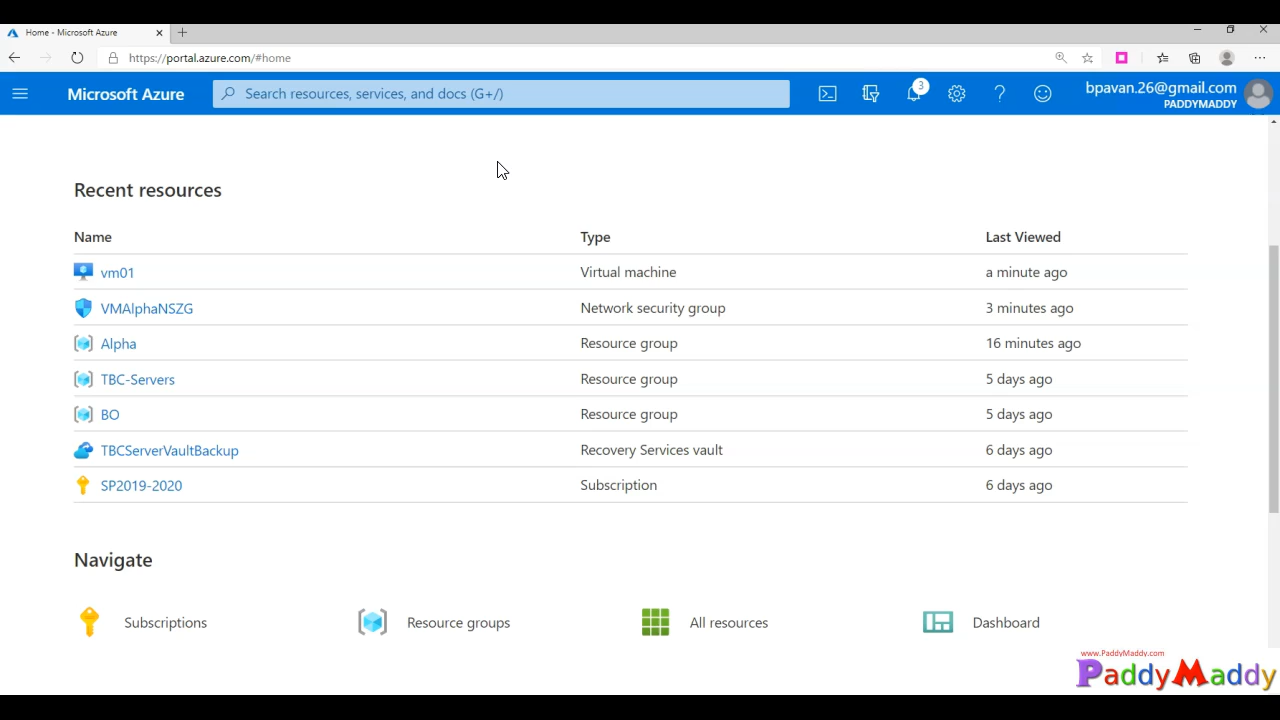 Home - Microsoft Azure
https://portal.azure.com/#home
Microsoft Azure
Search resources, services, and docs (G+/)
3
bpavan.26@gmail.com
PADDYMADDY
Recent resources
Name Type Last Viewed
vm01 Virtual machine a minute ago
VMAlphaNSZG Network security group 3 minutes ago
Alpha Resource group 16 minutes ago
TBC-Servers Resource group 5 days ago
BO Resource group 5 days ago
TBCServerVaultBackup Recovery Services vault 6 days ago
SP2019-2020 Subscription 6 days ago
Navigate
Subscriptions Resource groups All resources Dashboard
www.PaddyMaddy.com
PaddyMaddy